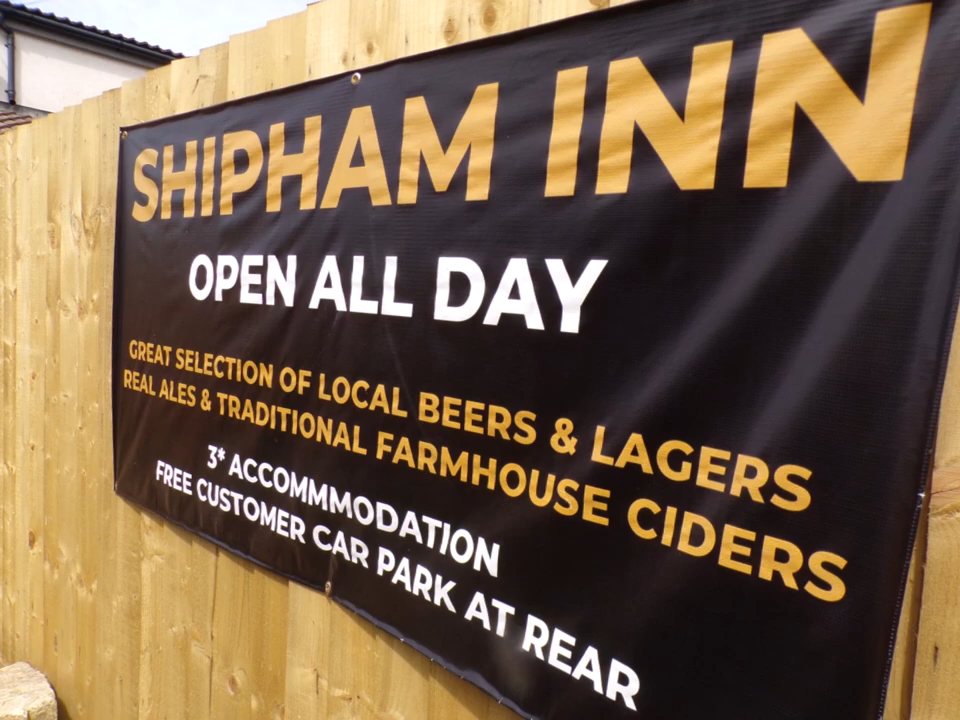 SHIPHAM INN
OPEN ALL DAY
GREAT SELECTION OF LOCAL BEERS & LAGERS
REAL ALES & TRADITIONAL FARMHOUSE CIDERS
3* ACCOMMMODATION
FREE CUSTOMER CAR PARK AT REAR